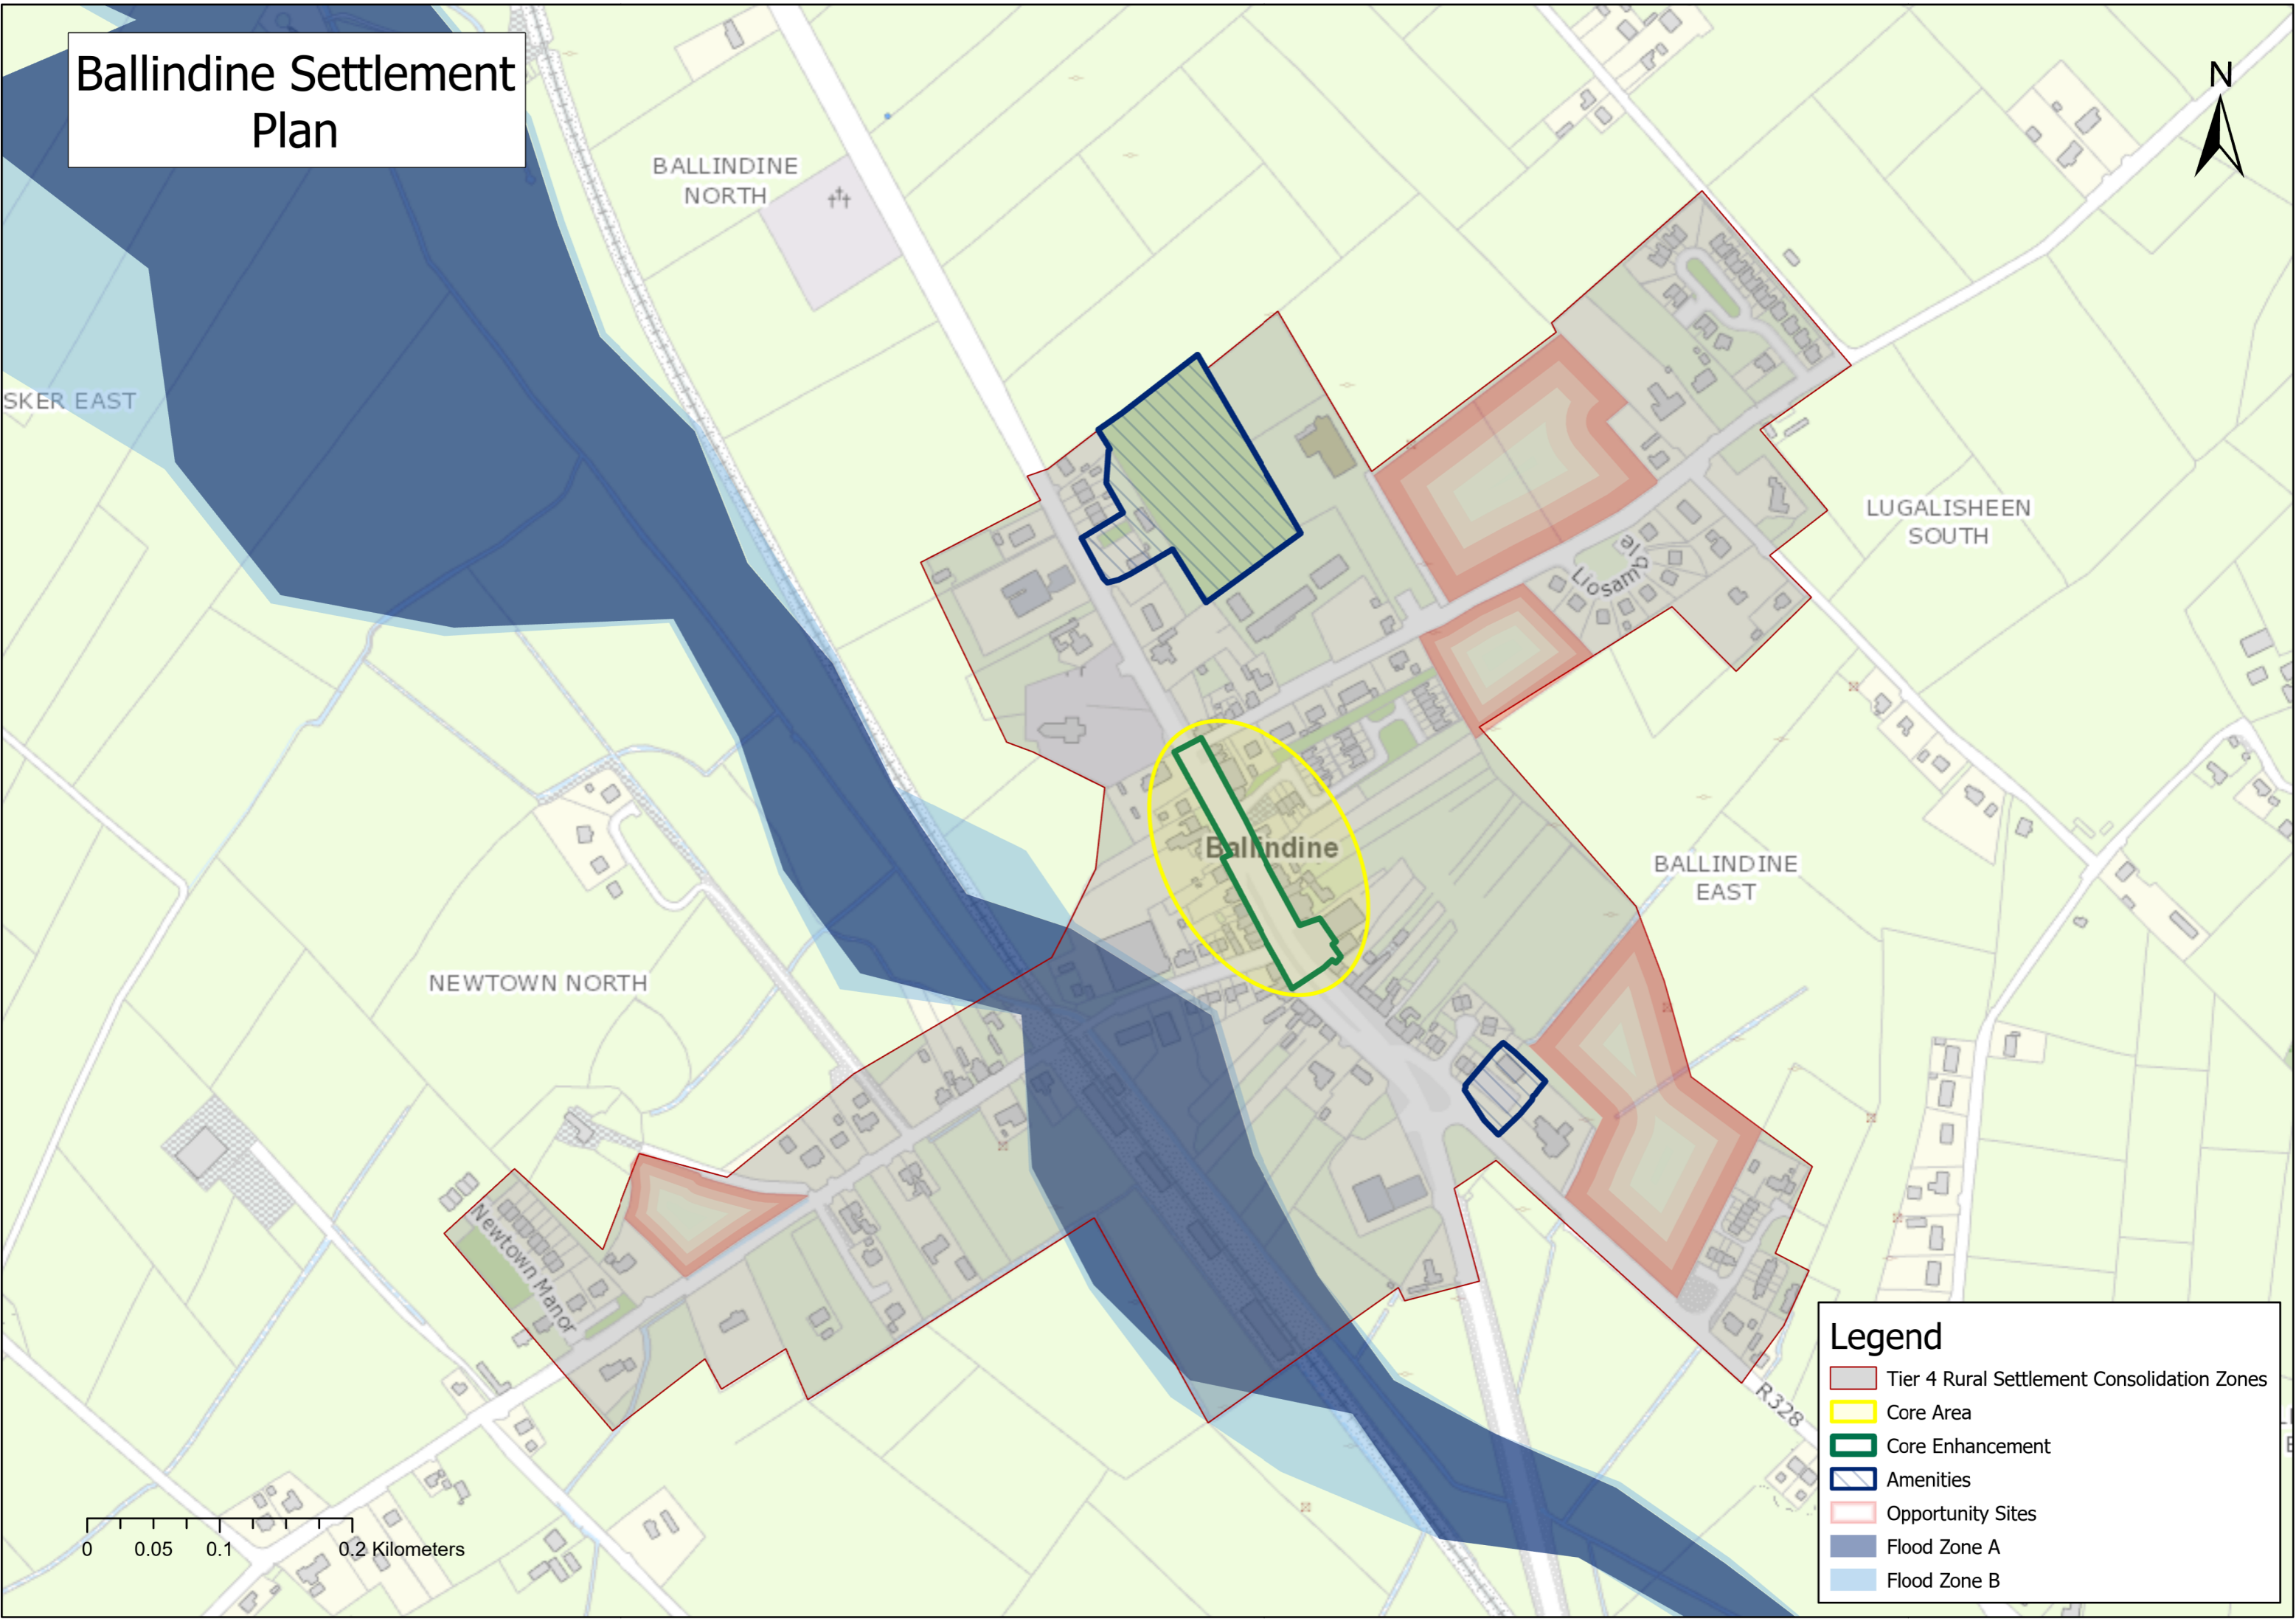 Ballindine Settlement
Plan
N
BALLINDINE
NORTH
SKER EAST
LUGALISHEEN
SOUTH
Liosamble
Ballindine
BALLINDINE
EAST
NEWTOWN NORTH
Newtown Manor
R328
0 0.05 0.1 0.2 Kilometers
Legend
Tier 4 Rural Settlement Consolidation Zones
Core Area
Core Enhancement
Amenities
Opportunity Sites
Flood Zone A
Flood Zone B